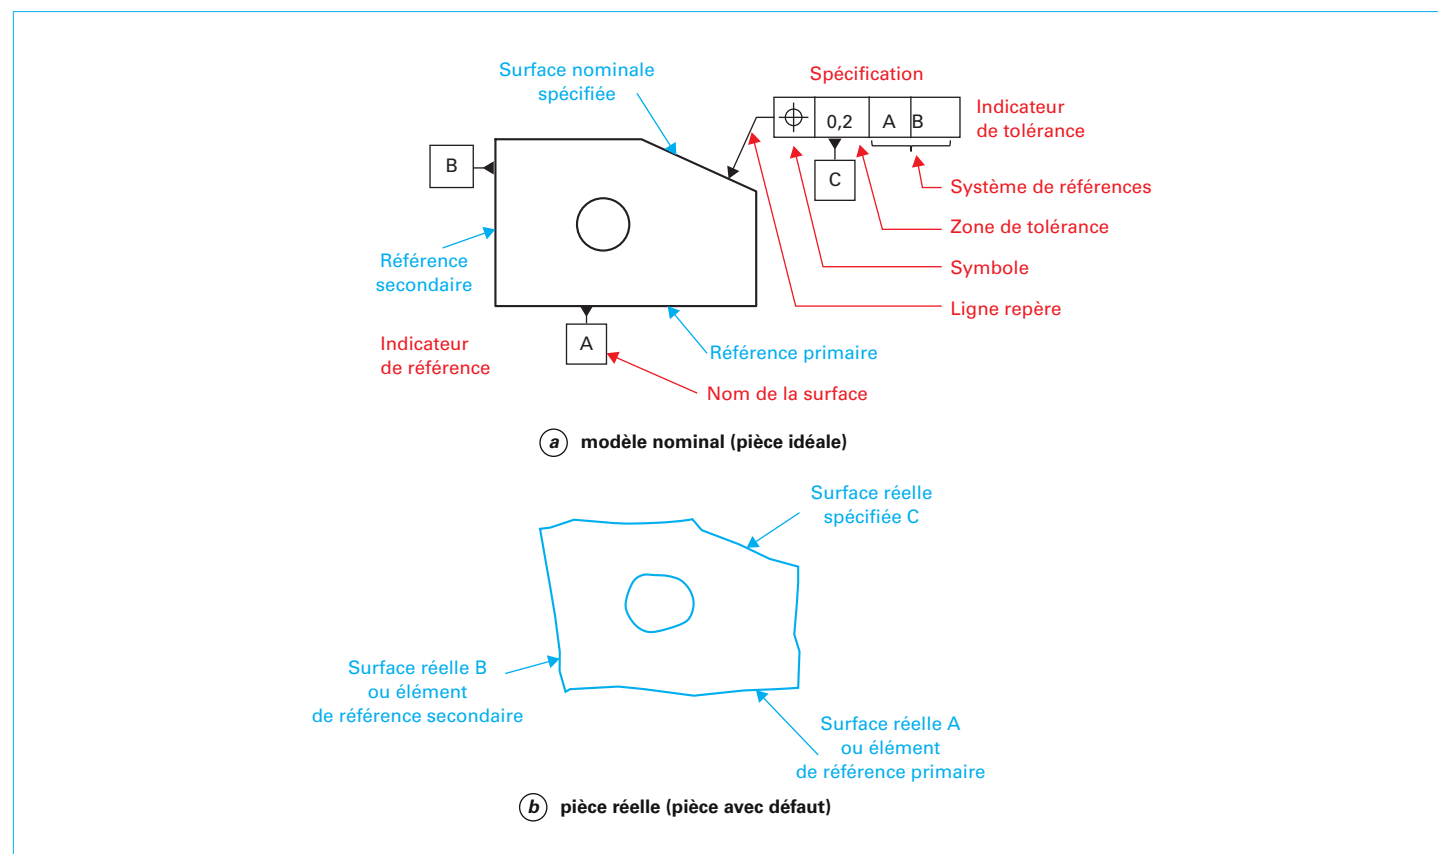 Surface nominale
spécifiée
Spécification
0,2 A B
Indicateur
de tolérance
B
C
Système de références
Zone de tolérance
Symbole
Ligne repère
Référence
secondaire
Indicateur
de référence
A
Référence primaire
Nom de la surface
a modèle nominal (pièce idéale)
Surface réelle
spécifiée C
Surface réelle B
ou élément
de référence secondaire
Surface réelle A
ou élément
de référence primaire
b pièce réelle (pièce avec défaut)